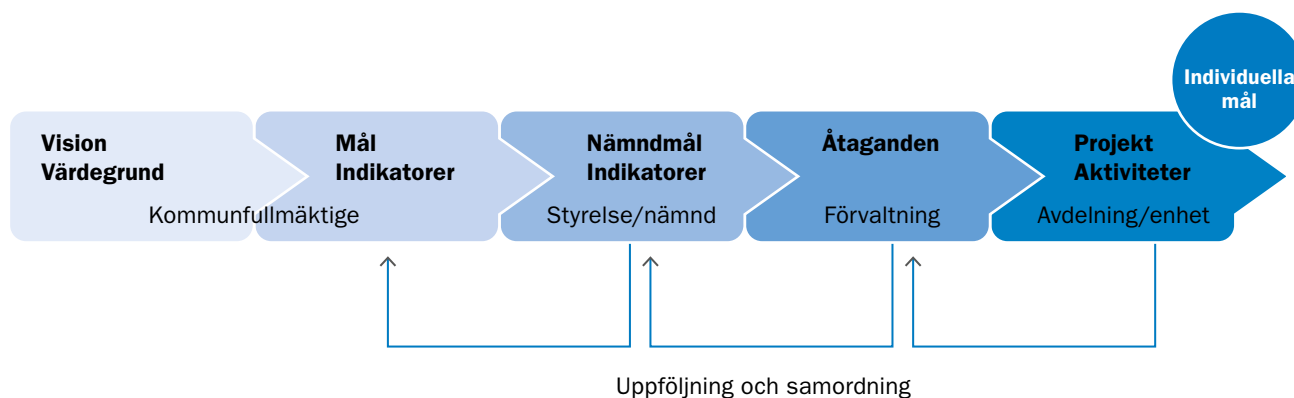 Individuella
mål
Vision
Värdegrund
Mål
Indikatorer
Kommunfullmäktige
Nämndmål
Indikatorer
Styrelse/nämnd
Åtaganden
Förvaltning
Projekt
Aktiviteter
Avdelning/enhet
Uppföljning och samordning